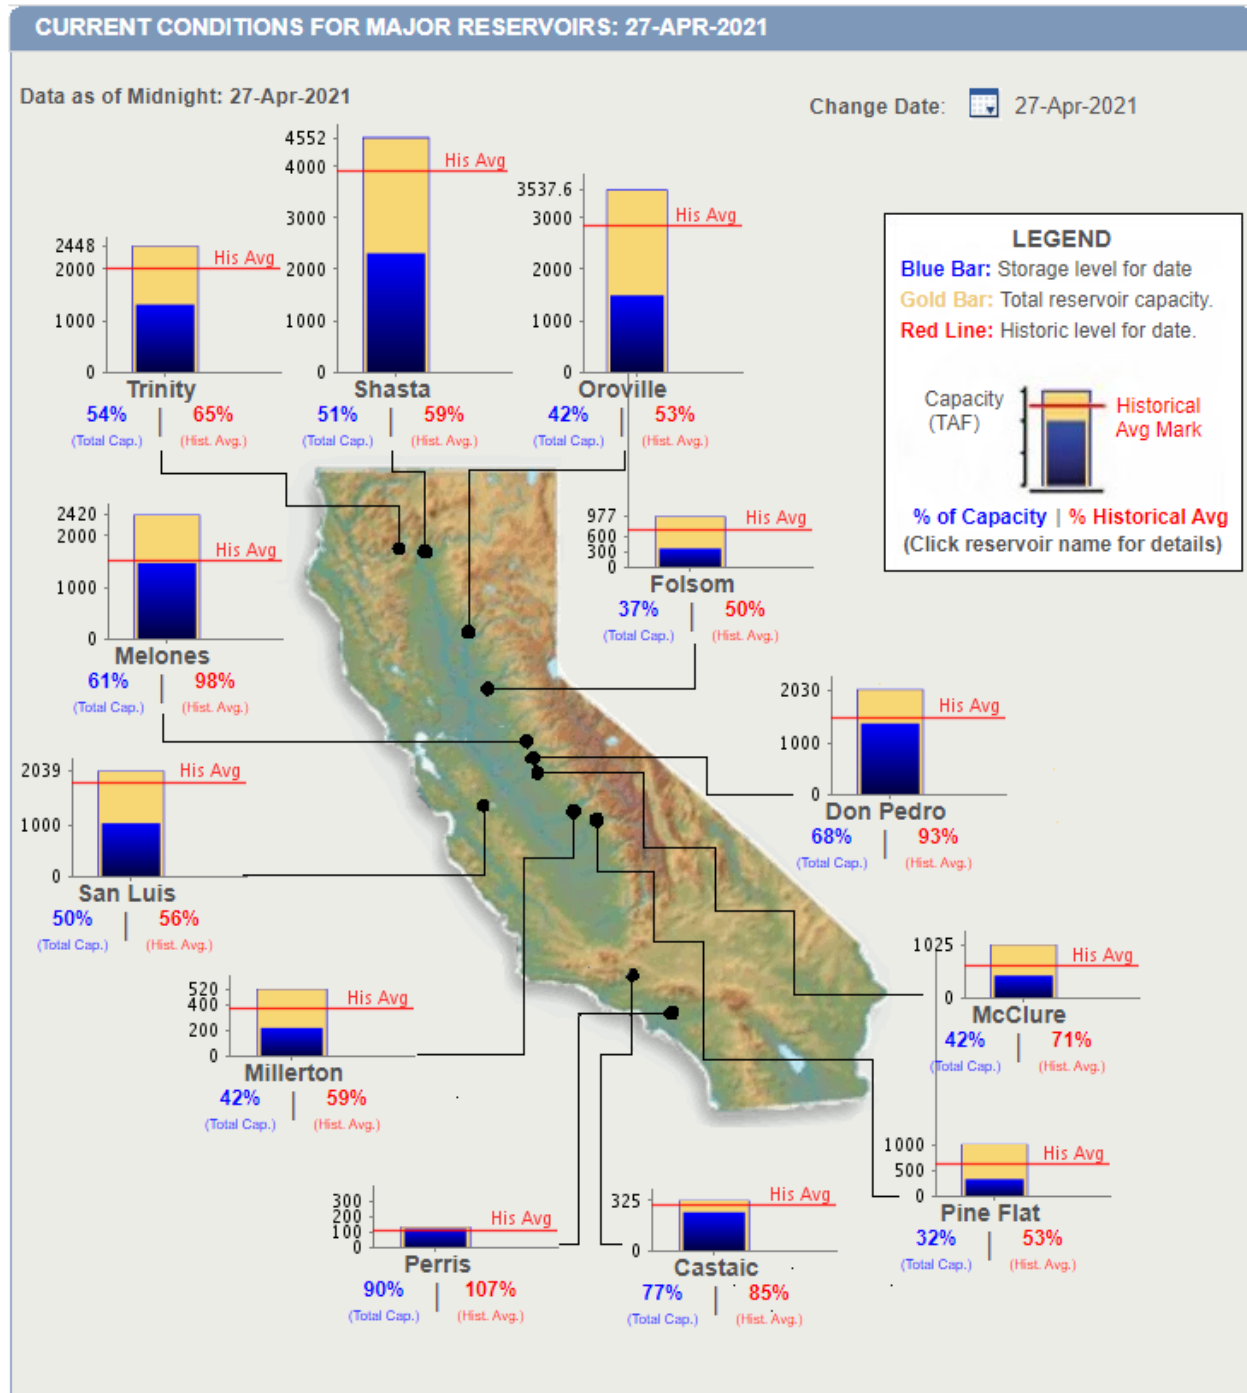 CURRENT CONDITIONS FOR MAJOR RESERVOIRS: 27-APR-2021
Data as of Midnight: 27-Apr-2021
Change Date: 27-Apr-2021
4552
4000
3000
2000
1000
0
His Avg
Shasta
51% | 59%
(Total Cap.) (Hist. Avg.)
3537.6
3000
2000
1000
0
His Avg
Oroville
42% | 53%
(Total Cap.) (Hist. Avg.)
2448
2000
1000
0
His Avg
Trinity
54% | 65%
(Total Cap.) (Hist. Avg.)
LEGEND
Blue Bar: Storage level for date
Gold Bar: Total reservoir capacity.
Red Line: Historic level for date.
Capacity
(TAF)
Historical
Avg Mark
% of Capacity | % Historical Avg
(Click reservoir name for details)
2420
2000
1000
0
His Avg
Melones
61% | 98%
(Total Cap.) (Hist. Avg.)
977
600
300
0
His Avg
Folsom
37% | 50%
(Total Cap.) (Hist. Avg.)
2030
1000
0
His Avg
Don Pedro
68% | 93%
(Total Cap.) (Hist. Avg.)
2039
1000
0
His Avg
San Luis
50% | 56%
(Total Cap.) (Hist. Avg.)
1025
0
His Avg
McClure
42% | 71%
(Total Cap.) (Hist. Avg.)
520
400
200
0
His Avg
Millerton
42% | 59%
(Total Cap.) (Hist. Avg.)
1000
500
0
His Avg
Pine Flat
32% | 53%
(Total Cap.) (Hist. Avg.)
300
200
100
0
His Avg
Perris
90% | 107%
(Total Cap.) (Hist. Avg.)
325
0
His Avg
Castaic
77% | 85%
(Total Cap.) (Hist. Avg.)